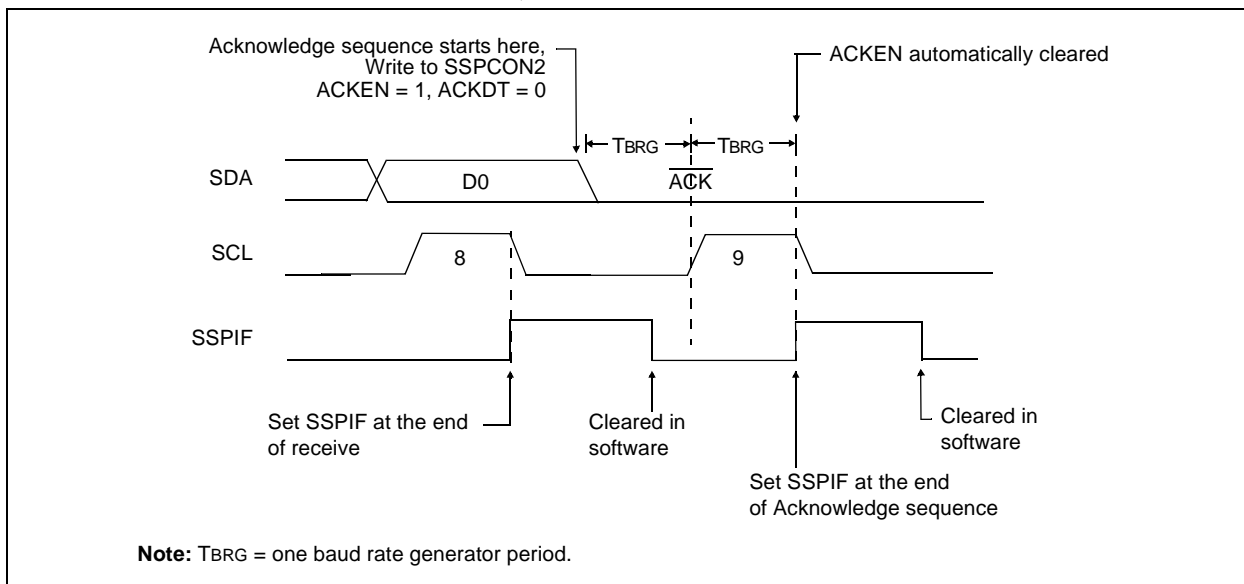 Acknowledge sequence starts here,
Write to SSPCON2
ACKEN = 1, ACKDT = 0
ACKEN automatically cleared
TBRG
TBRG
SDA
D0
ACK
SCL
8
9
SSPIF
Set SSPIF at the end
of receive
Cleared in
software
Set SSPIF at the end
of Acknowledge sequence
Cleared in
software
Note: TBRG = one baud rate generator period.